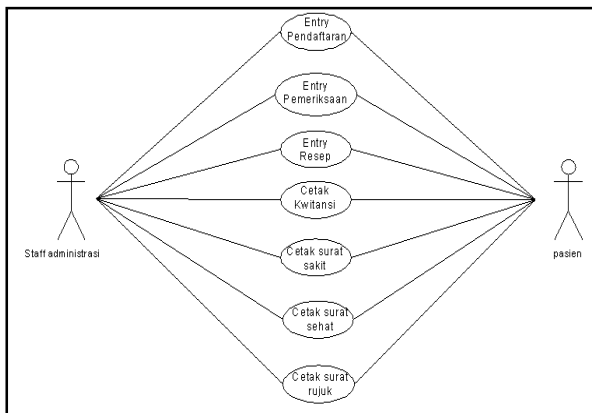 Entry
Pendaftaran
Entry
Pemeriksaan
Entry
Resep
Cetak
Kwitansi
Staff administrasi
pasien
Cetak surat
sakit
Cetak surat
sehat
Cetak surat
rujuk